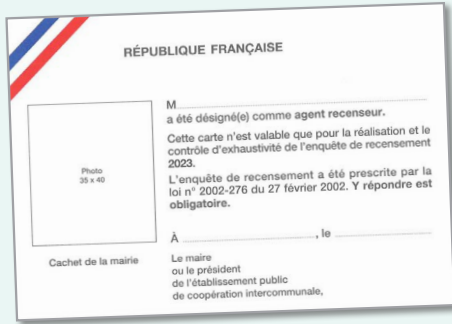 RÉPUBLIQUE FRANÇAISE
Photo
35 x 40
Cachet de la mairie
M
a été désigné(e) comme agent recenseur.
Cette carte n'est valable que pour la réalisation et le
contrôle d'exhaustivité de l'enquête de recensement
2023.
L'enquête de recensement a été prescrite par la
loi n° 2002-276 du 27 février 2002. Y répondre est
obligatoire.
À , le
Le maire
ou le président
de l'établissement public
de coopération intercommunale,